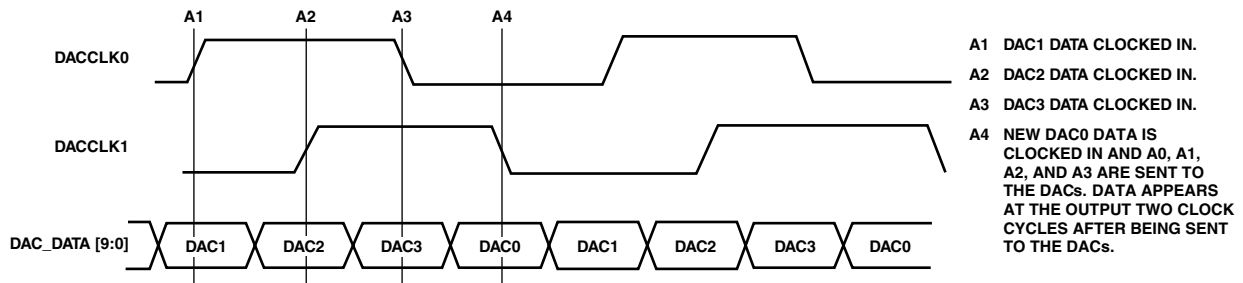 A1 A2 A3 A4
DACCLK0
DACCLK1
DAC_DATA [9:0] DAC1 DAC2 DAC3 DAC0 DAC1 DAC2 DAC3 DAC0
A1 DAC1 DATA CLOCKED IN.
A2 DAC2 DATA CLOCKED IN.
A3 DAC3 DATA CLOCKED IN.
A4 NEW DAC0 DATA IS
CLOCKED IN AND A0, A1,
A2, AND A3 ARE SENT TO
THE DACs. DATA APPEARS
AT THE OUTPUT TWO CLOCK
CYCLES AFTER BEING SENT
TO THE DACs.